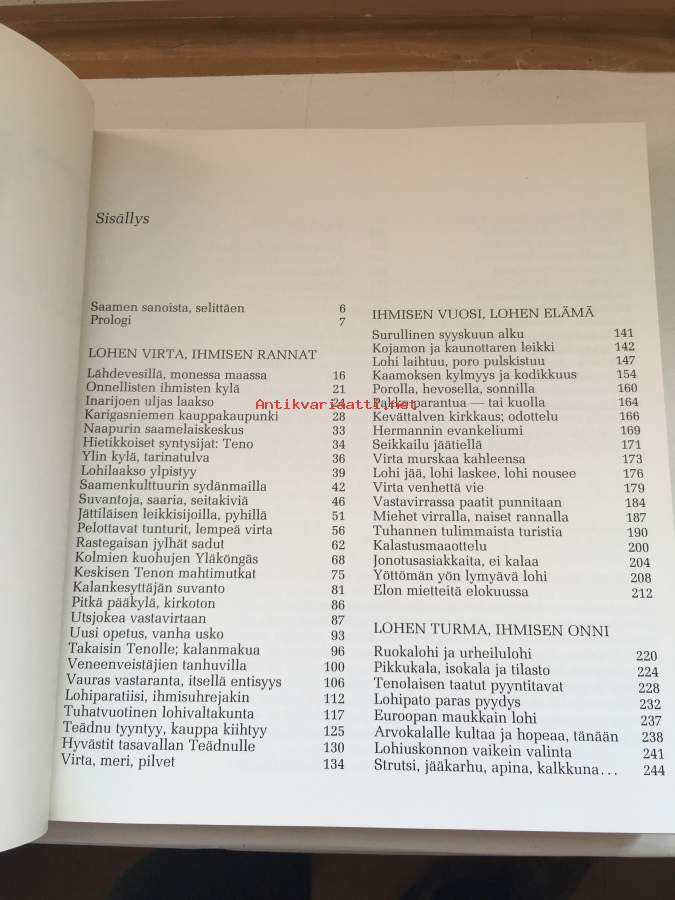 Sisällys
Saamen sanoista, selittäen 6
Prologi 7
LOHEN VIRTA, IHMISEN RANNAT
Lähdevesillä, monessa maassa 16
Onnellisten ihmisten kylä 21
Inarijoen uljas laakso 24
Karigasniemen kauppakaupunki 28
Naapurin saamelaiskeskus 33
Hietikkoiset syntysijat: Teno 34
Ylin kylä, tarinatulva 36
Lohilaakso ylpistyy 39
Saamenkulttuurin sydänmailla 42
Suvantoja, saaria, seitakiviä 46
Jättiläisen leikkisijoilla, pyhillä 51
Pelottavat tunturit, lempeä virta 56
Rastegaisan jylhät sadut 62
Kolmien kuohujen Yläköngäs 68
Keskisen Tenon mahtimutkat 75
Kalankesyttäjän suvanto 81
Pitkä pääkylä, kirkoton 86
Utsjokea vastavirtaan 87
Uusi opetus, vanha usko 93
Takaisin Tenolle; kalanmakua 96
Veneenveistäjien tanhuvilla 100
Vauras vastaranta, itsellä entisyys 106
Lohiparatiisi, ihmisuhrejakin 112
Tuhatvuotinen lohivaltakunta 117
Teädnu tyyntyy, kauppa kiihtyy 125
Hyvästit tasavallan Teädnulle 130
Virta, meri, pilvet 134
IHMISEN VUOSI, LOHEN ELÄMÄ
Surullinen syyskuun alku 141
Kojamon ja kaunottaren leikki 142
Lohi laihtuu, poro pulskistuu 147
Kaamoksen kylmyys ja kodikkuus 154
Porolla, hevosella, sonnilla 160
Pakko parantua — tai kuolla 164
Kevättalven kirkkaus; odottelu 166
Hermannin evankeliumi 169
Seikkailu jäätiellä 171
Virta murskaa kahleensa 173
Lohi jää, lohi laskee, lohi nousee 176
Virta venhettä vie 179
Vastavirrassa paatit punnitaan 184
Miehet virralla, naiset rannalla 187
Tuhannen tulimmaista turistia 190
Kalastusmaaottelu 200
Jonotusasiakkaita, ei kalaa 204
Yöttömän yön lymyävä lohi 208
Elon mietteitä elokuussa 212
LOHEN TURMA, IHMISEN ONNI
Ruokalohi ja urheilulohi 220
Pikkukala, isokala ja tilasto 224
Tenolaisen taatut pyyntitavat 228
Lohipato paras pyydys 232
Euroopan maukkain lohi 237
Arvokalalle kultaa ja hopeaa, tänään 238
Lohiuskonnon vaikein valinta 241
Strutsi, jääkarhu, apina, kalkkuna... 244
Antikvariaatti.net